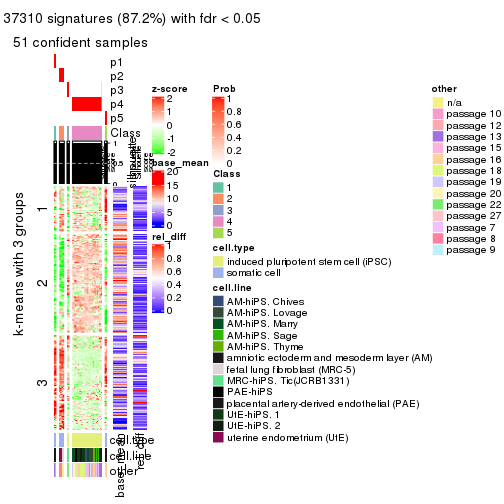 37310 signatures (87.2%) with fdr < 0.05
51 confident samples
p1
p2
p3
p4
p5
Class
silhouette
k-means with 3 groups
1
2
3
cell.type
cell.line
other
base_mean
rel_diff
z-score
2
1
0
-1
-2
base_mean
20
15
10
5
0
rel_diff
1
0.8
0.6
0.4
0.2
0
Prob
1
0.8
0.6
0.4
0.2
0
Class
1
2
3
4
5
cell.type
induced pluripotent stem cell (iPSC)
somatic cell
cell.line
AM-hiPS. Chives
AM-hiPS. Lovage
AM-hiPS. Marry
AM-hiPS. Sage
AM-hiPS. Thyme
amniotic ectoderm and mesoderm layer (AM)
fetal lung fibroblast (MRC-5)
MRC-hiPS. Tic(JCRB1331)
PAE-hiPS
placental artery-derived endothelial (PAE)
UtE-hiPS. 1
UtE-hiPS. 2
uterine endometrium (UtE)
other
n/a
passage 10
passage 12
passage 13
passage 15
passage 16
passage 18
passage 19
passage 20
passage 22
passage 27
passage 7
passage 8
passage 9